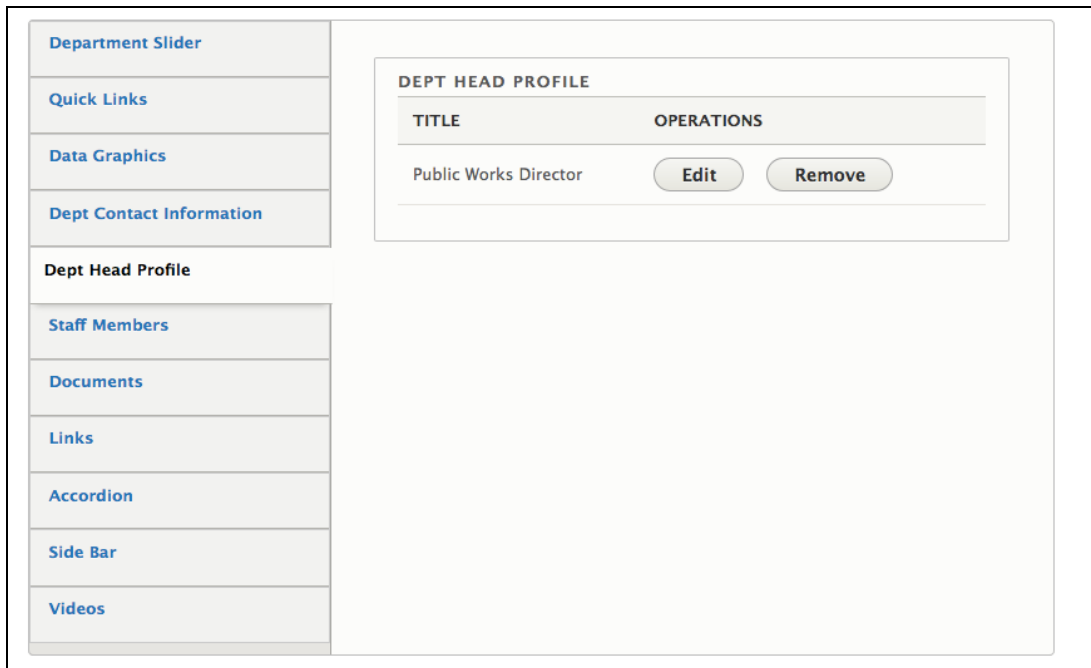 Department Slider
Quick Links
Data Graphics
Dept Contact Information
Dept Head Profile
Staff Members
Documents
Links
Accordion
Side Bar
Videos
DEPT HEAD PROFILE
TITLE OPERATIONS
Public Works Director Edit Remove